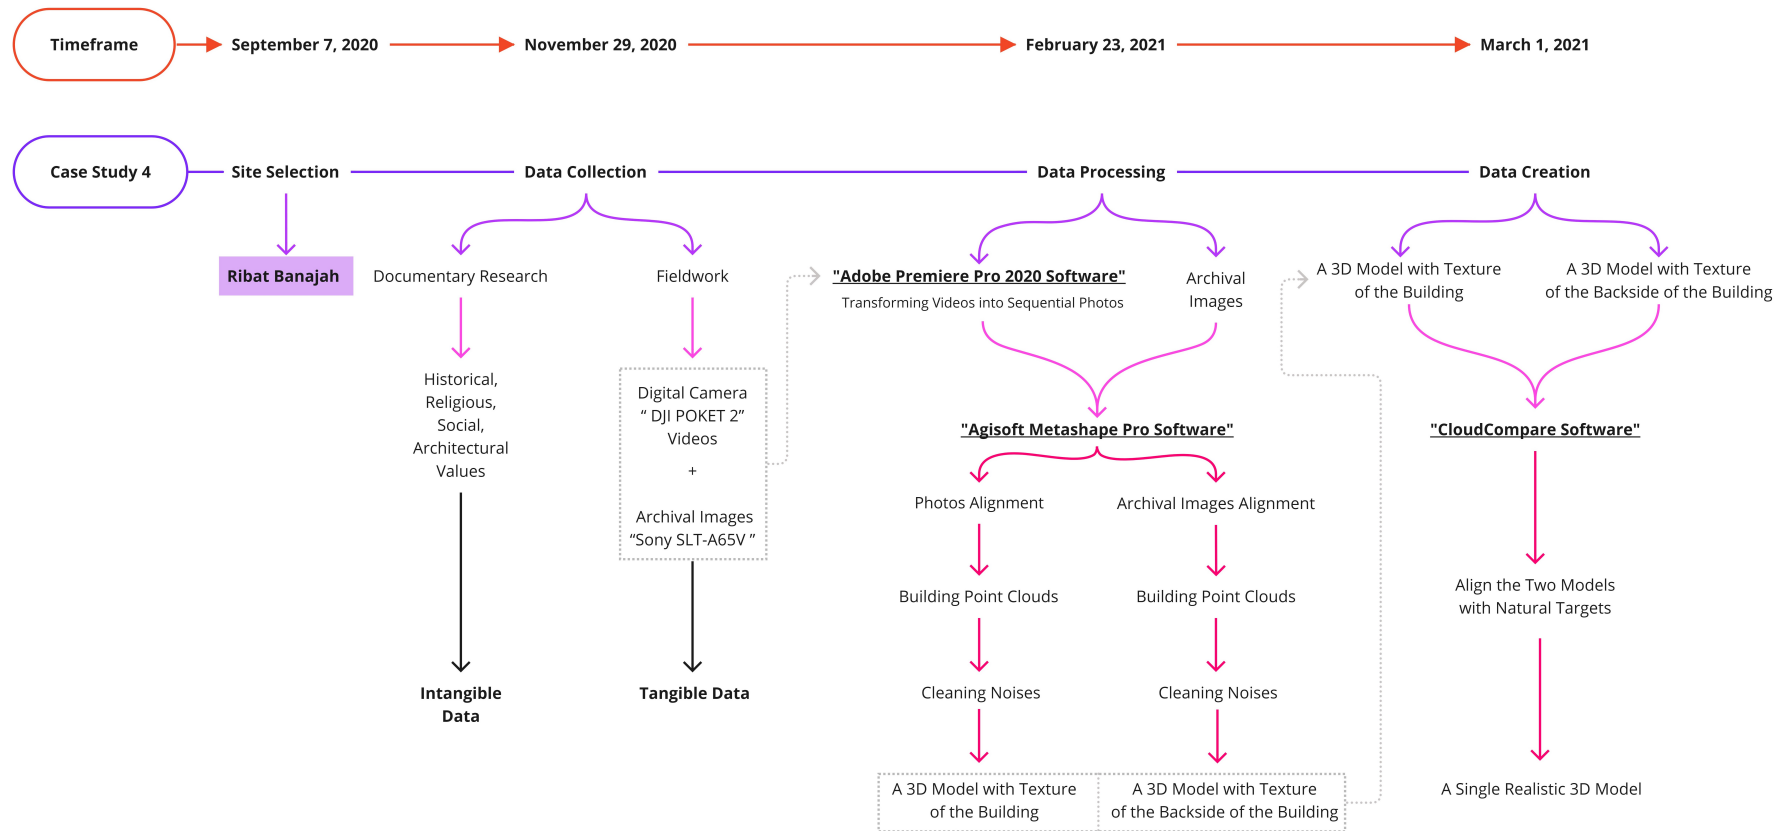 Timeframe
September 7, 2020
November 29, 2020
February 23, 2021
March 1, 2021
Case Study 4
Site Selection
Data Collection
Data Processing
Data Creation
Ribat Banajah
Documentary Research
Historical,
Religious,
Social,
Architectural
Values
Intangible
Data
Fieldwork
Digital Camera
“ DJI POKET 2”
Videos
+
Archival Images
“Sony SLT-A65V ”
Tangible Data
"Adobe Premiere Pro 2020 Software"
Transforming Videos into Sequential Photos
Archival
Images
"Agisoft Metashape Pro Software"
Photos Alignment
Building Point Clouds
Cleaning Noises
A 3D Model with Texture
of the Building
Archival Images Alignment
Building Point Clouds
Cleaning Noises
A 3D Model with Texture
of the Backside of the Building
A 3D Model with Texture
of the Building
A 3D Model with Texture
of the Backside of the Building
"CloudCompare Software"
Align the Two Models
with Natural Targets
A Single Realistic 3D Model